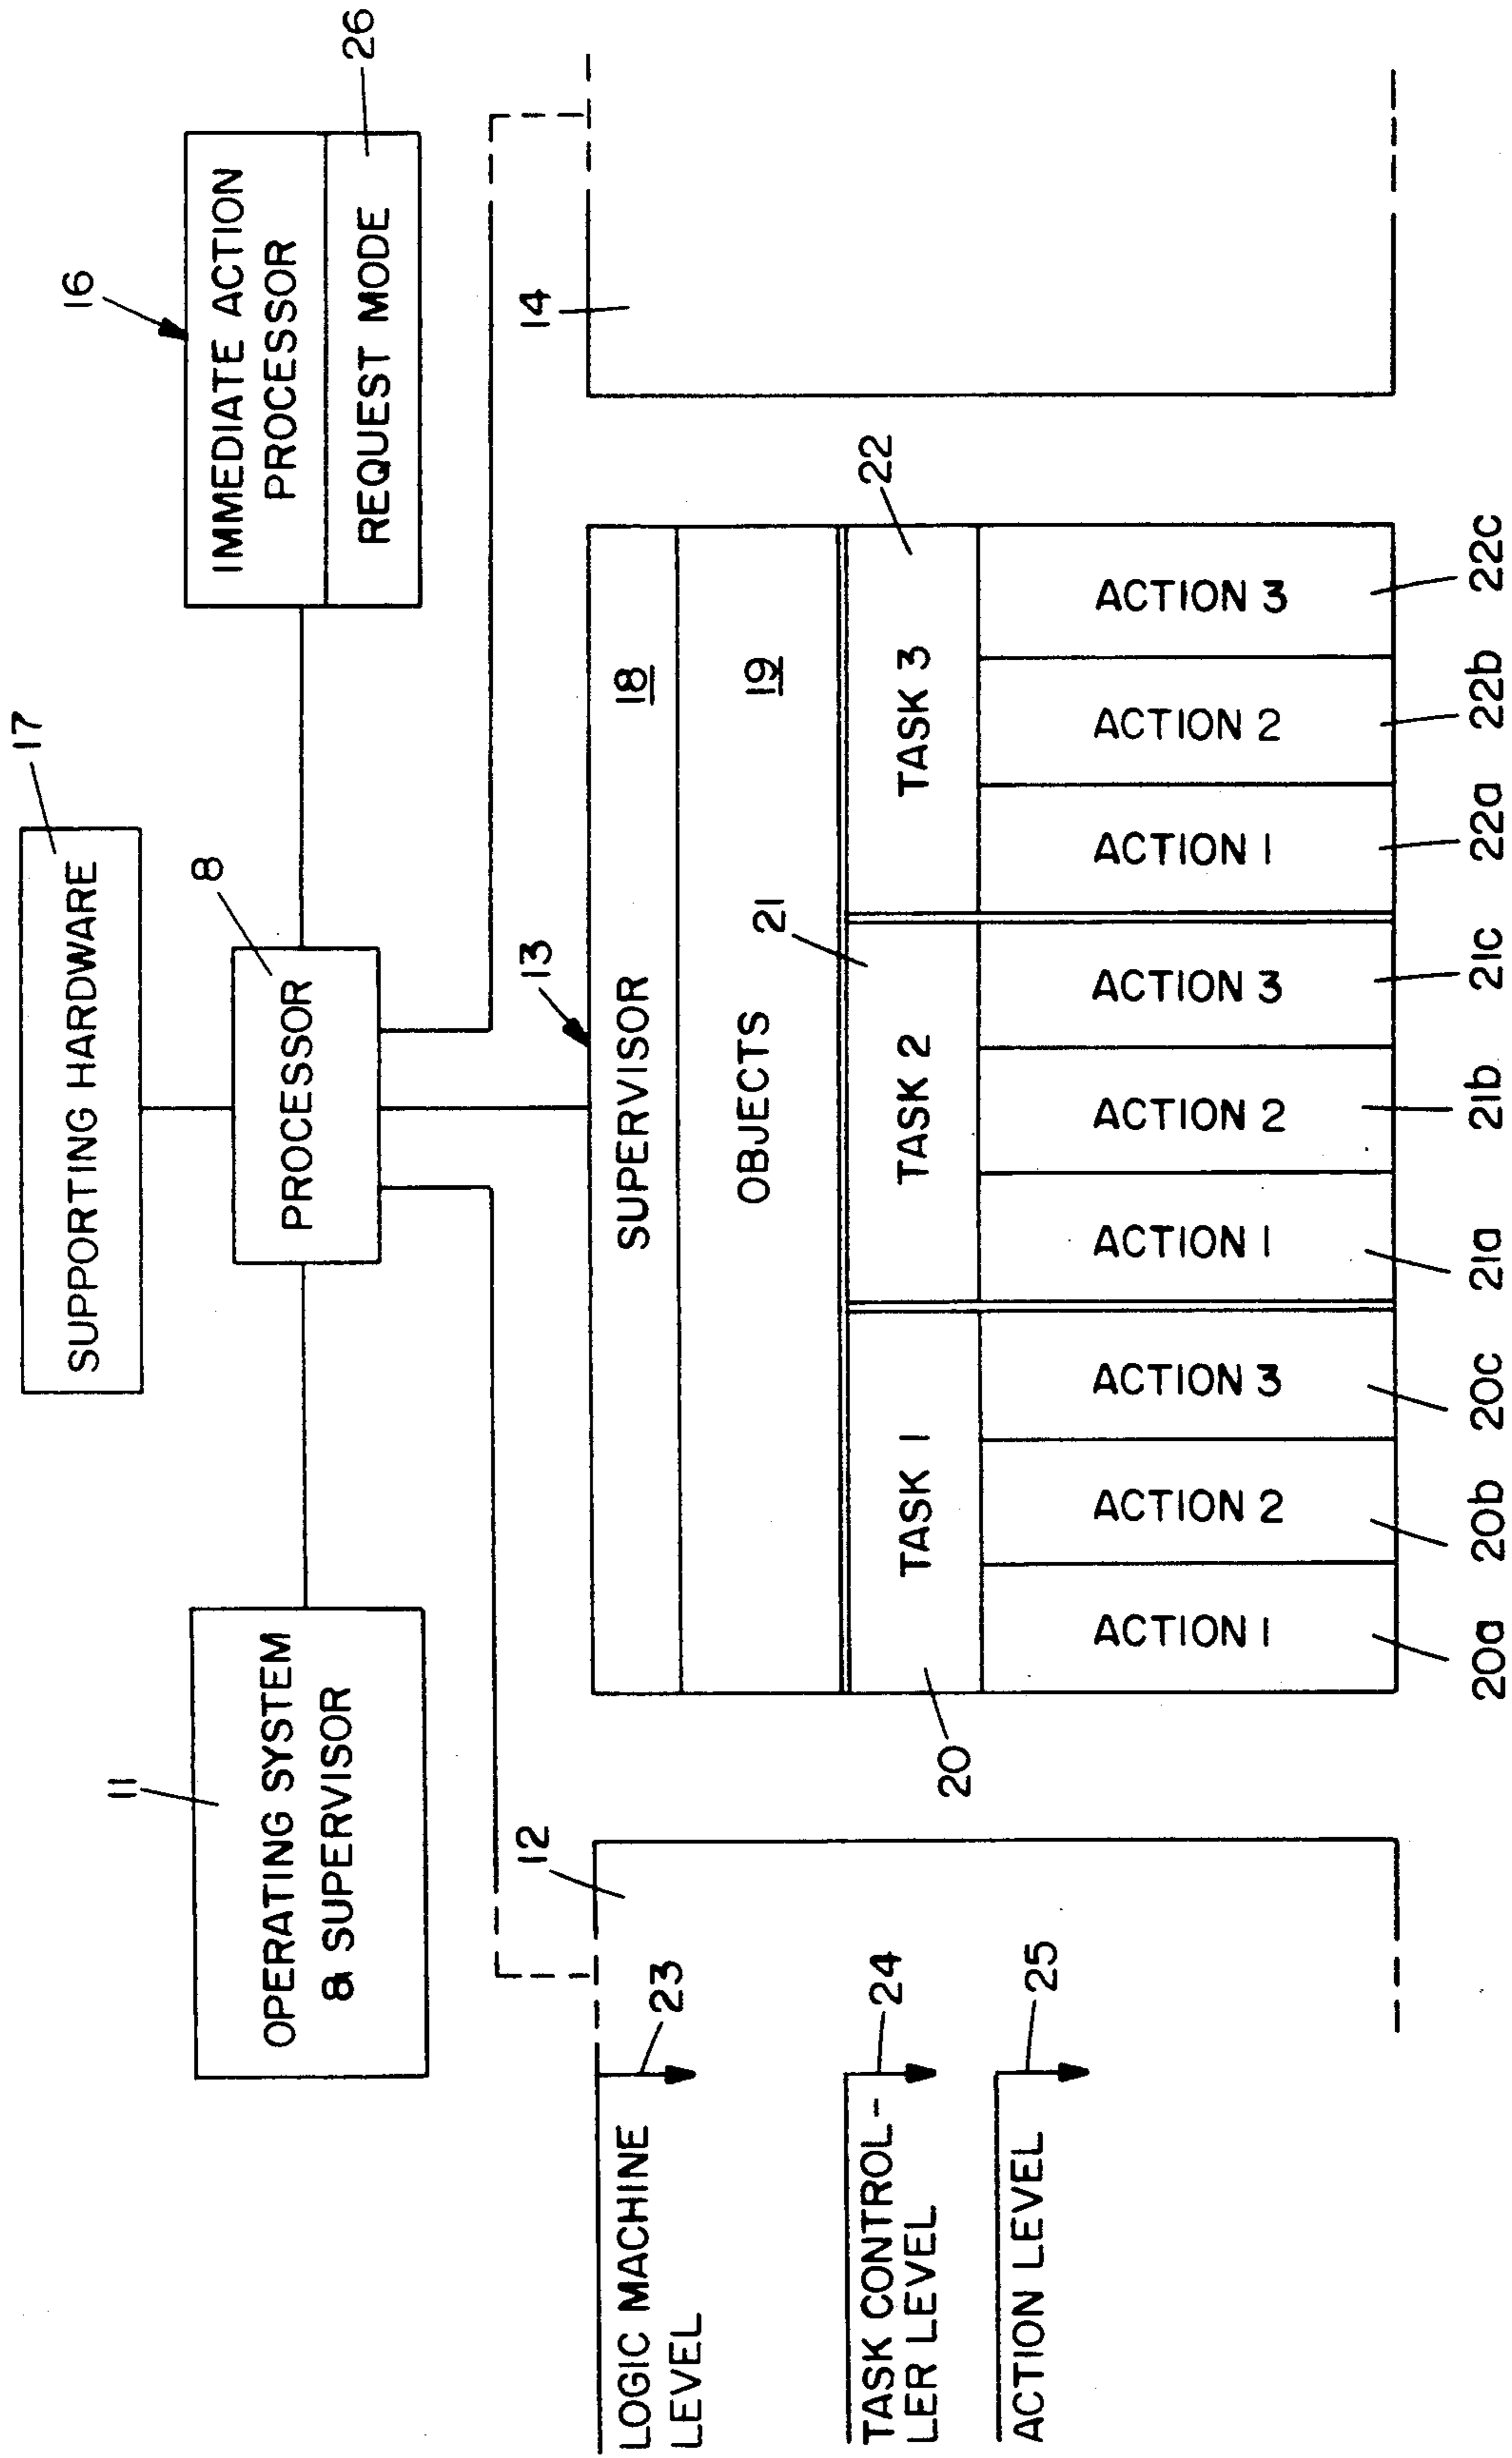 17
SUPPORTING HARDWARE
16
IMMEDIATE ACTION
PROCESSOR
REQUEST MODE
26
8
PROCESSOR
11
OPERATING SYSTEM
& SUPERVISOR
12
13
14
LOGIC MACHINE
LEVEL
23
SUPERVISOR
18
OBJECTS
19
TASK CONTROL-
LER LEVEL
24
20
TASK 1
21
TASK 2
22
TASK 3
ACTION LEVEL
25
ACTION 1
ACTION 2
ACTION 3
ACTION 1
ACTION 2
ACTION 3
ACTION 1
ACTION 2
ACTION 3
20a
20b
20c
21a
21b
21c
22a
22b
22c